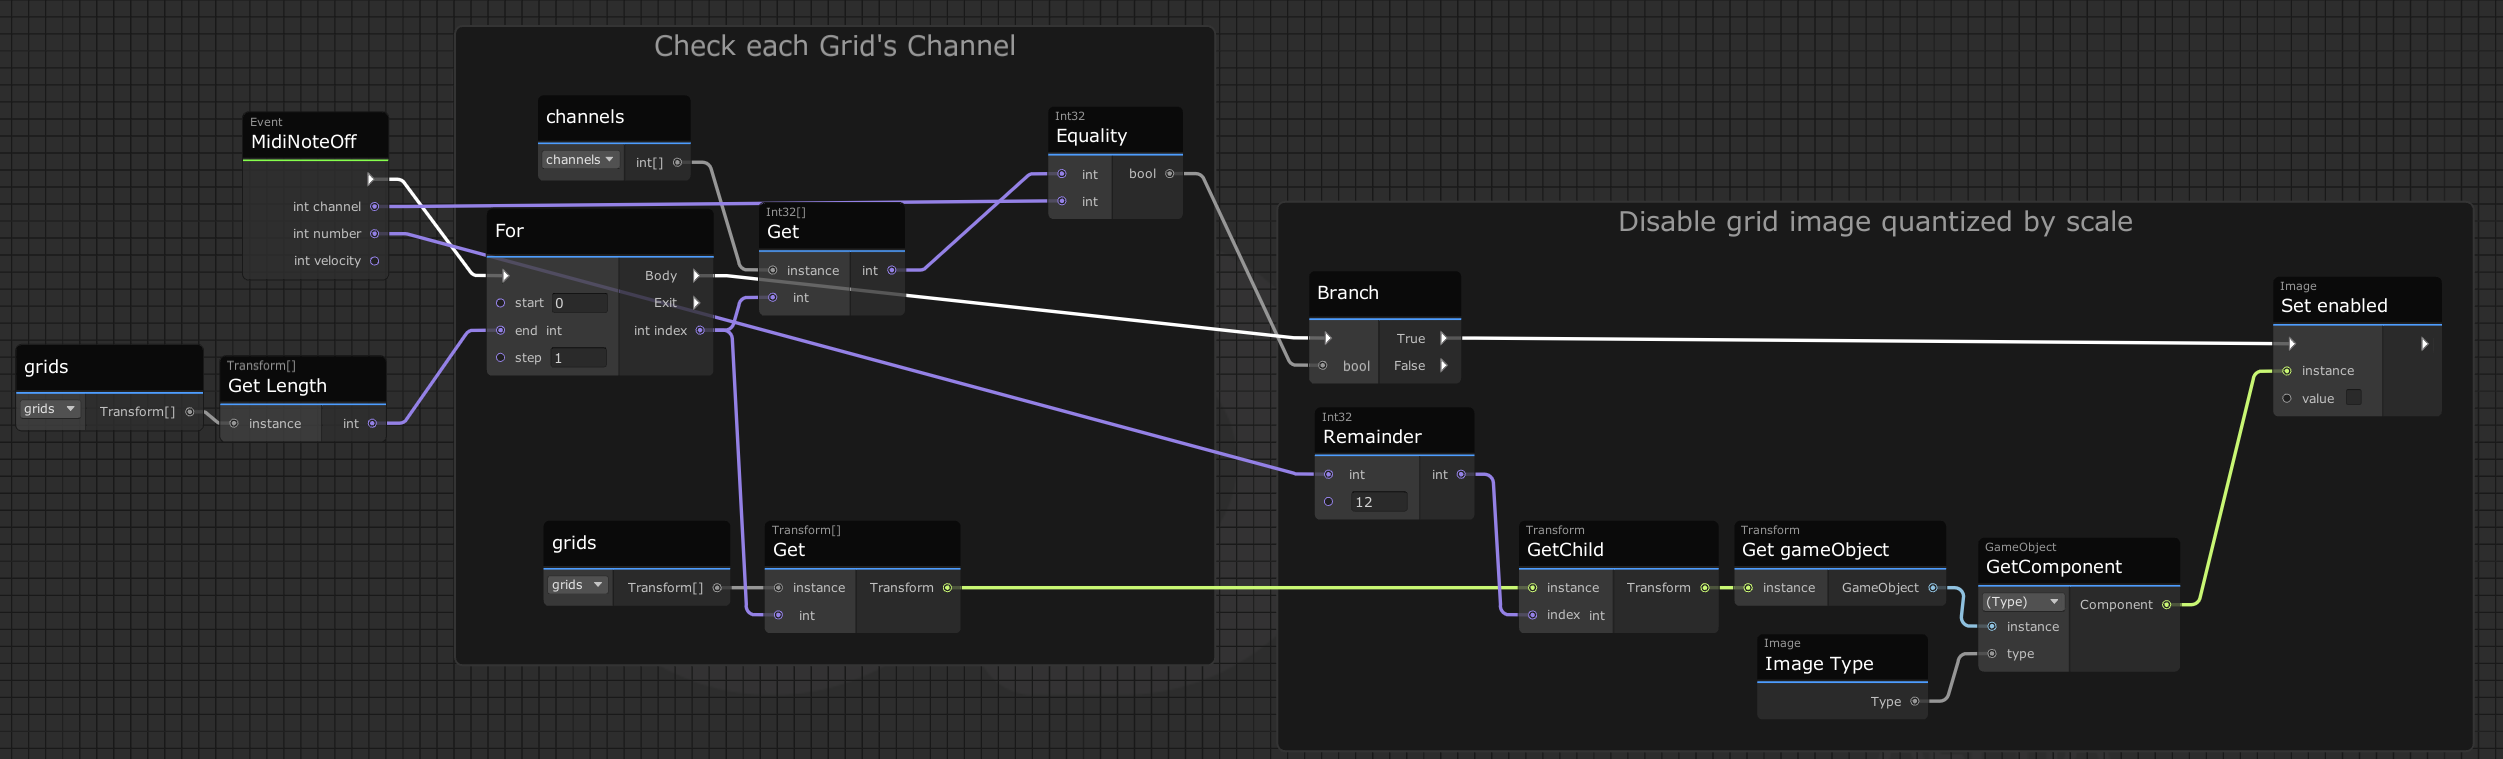 Check each Grid's Channel
Event
MidiNoteOff
int channel
int number
int velocity
grids
grids Transform[]
Transform[]
Get Length
instance int
channels
channels int[]
For
Body
start 0 Exit
end int int index
step 1
Int32[]
Get
instance int
int
Int32
Equality
int bool
int
grids
grids Transform[]
Transform[]
Get
instance Transform
int
Disable grid image quantized by scale
Branch
True
bool False
Int32
Remainder
int int
12
Transform
GetChild
instance Transform
index int
Transform
Get gameObject
instance GameObject
Image
Image Type
Type
GameObject
GetComponent
(Type) Component
instance
type
Image
Set enabled
instance
value